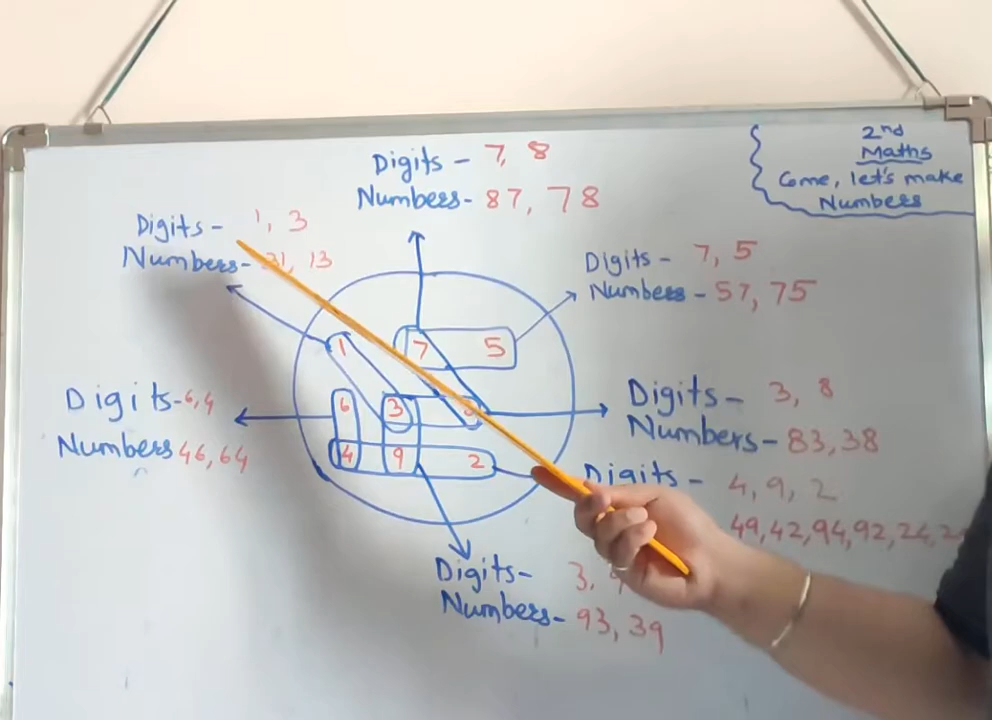 2nd
Maths
Come, let's make
Numbers
Digits - 7, 8
Numbers - 87, 78
Digits - 1, 3
Numbers - 31, 13
Digits - 7, 5
Numbers - 57, 75
1 7 5
6 3
4 9 2
Digits - 6,4
Numbers 46, 64
Digits - 3, 8
Numbers - 83, 38
Digits - 4, 9, 2
49, 42, 94, 92, 24,
Digits - 3,
Numbers - 93, 39